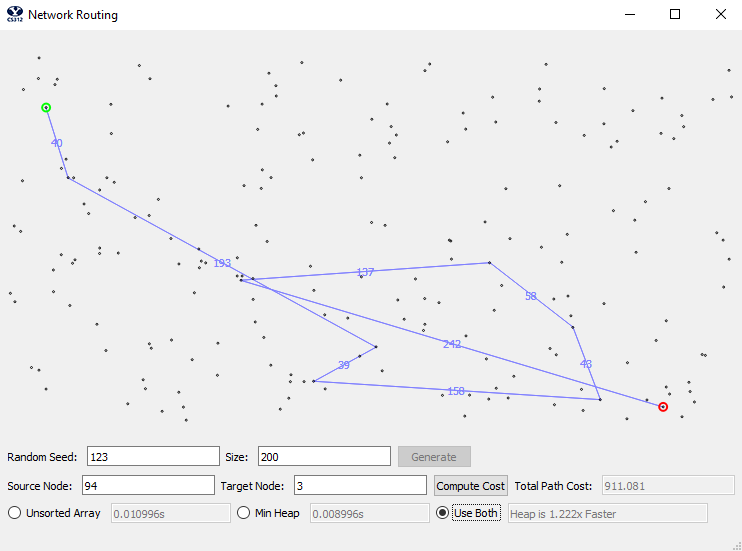 CS312 Network Routing
40
193
137
58
242
43
39
158
Random Seed: 123 Size: 200 Generate
Source Node: 94 Target Node: 3 Compute Cost Total Path Cost: 911.081
Unsorted Array 0.010996s Min Heap 0.008996s Use Both Heap is 1.222x Faster